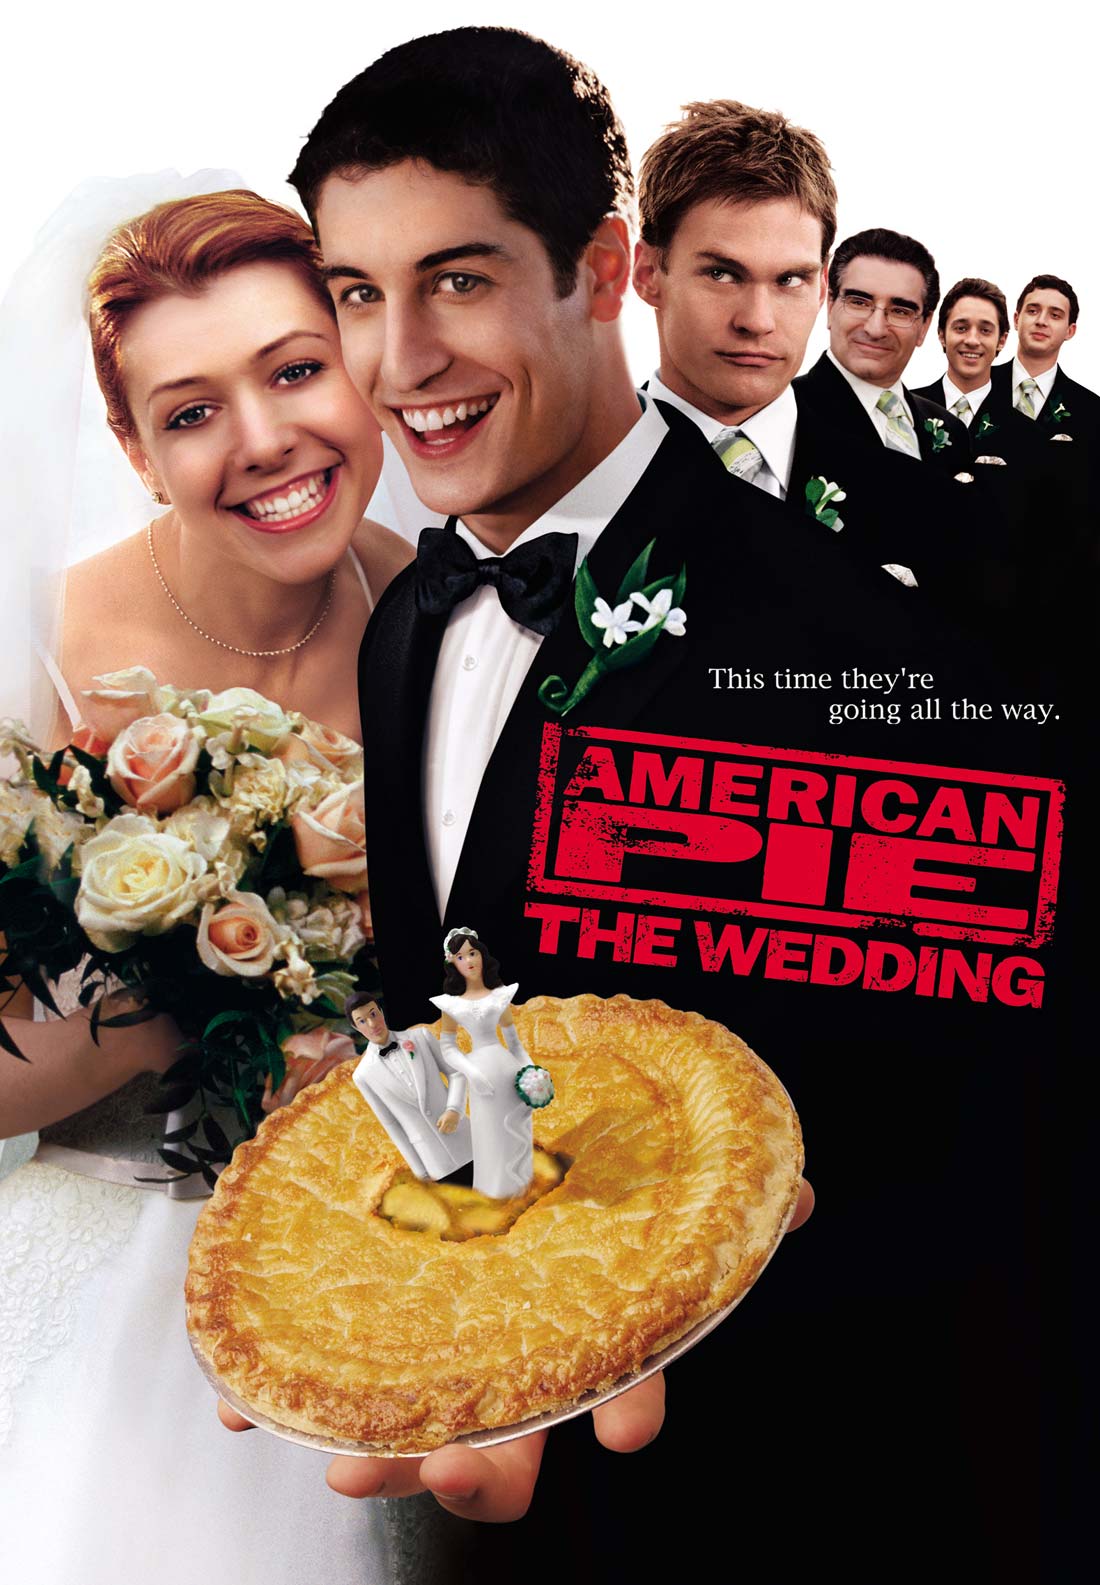 This time they're
going all the way.
AMERICAN
PIE
THE WEDDING